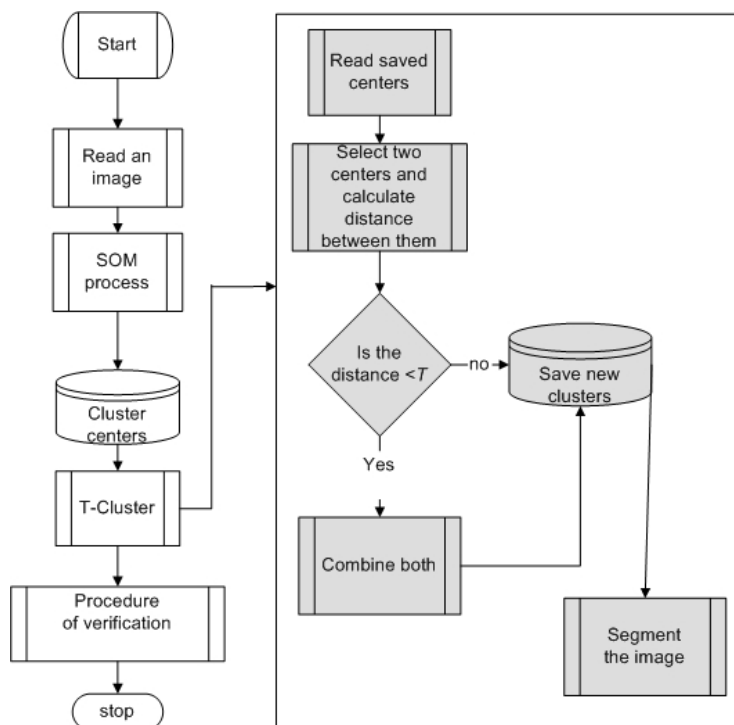 Start
Read an
image
SOM
process
Cluster
centers
T-Cluster
Procedure
of verification
stop
Read saved
centers
Select two
centers and
calculate
distance
between them
Is the
distance <T
no
Yes
Save new
clusters
Combine both
Segment
the image